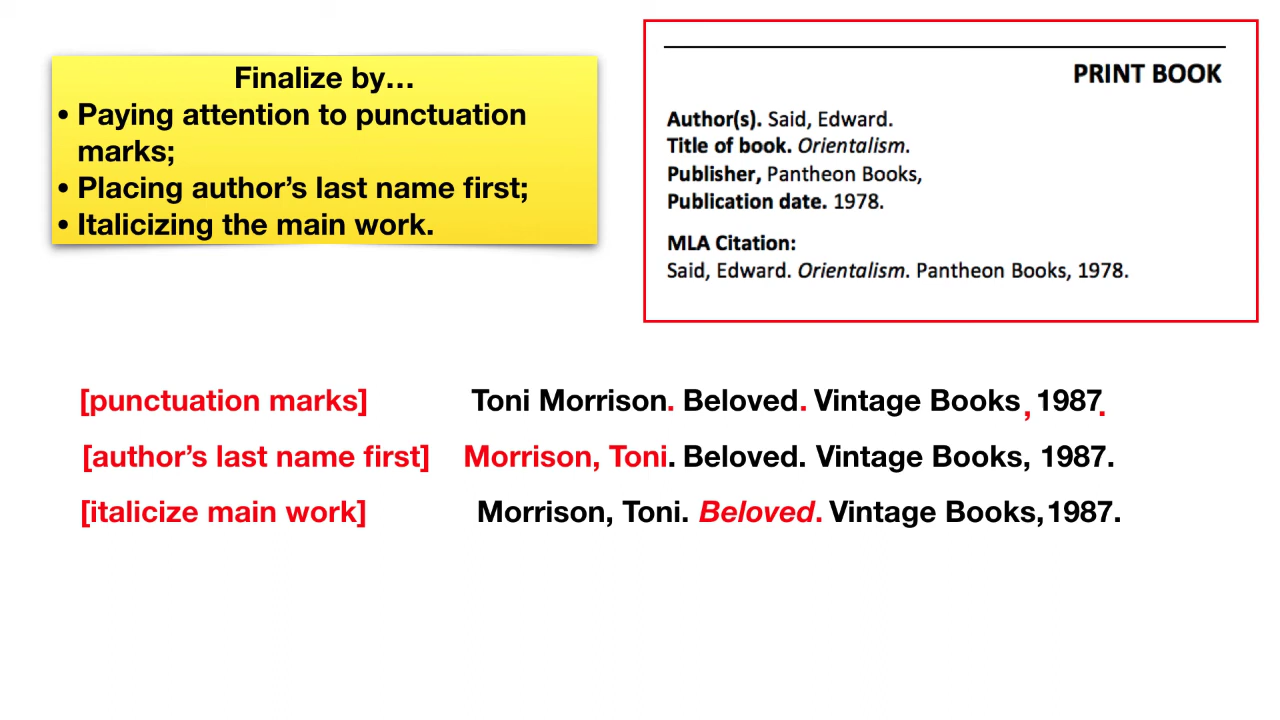 Finalize by…
• Paying attention to punctuation
marks;
• Placing author’s last name first;
• Italicizing the main work.
PRINT BOOK
Author(s). Said, Edward.
Title of book. Orientalism.
Publisher, Pantheon Books,
Publication date. 1978.
MLA Citation:
Said, Edward. Orientalism. Pantheon Books, 1978.
[punctuation marks] Toni Morrison. Beloved. Vintage Books, 1987.
[author’s last name first] Morrison, Toni. Beloved. Vintage Books, 1987.
[italicize main work] Morrison, Toni. Beloved. Vintage Books, 1987.